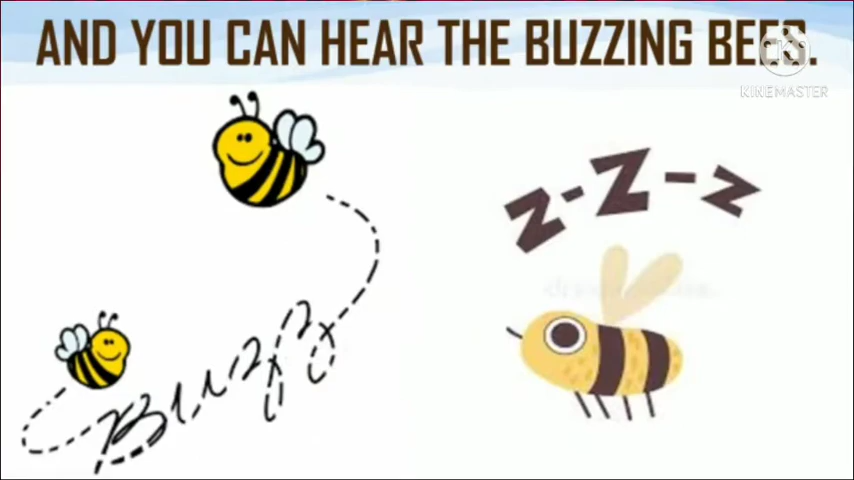 AND YOU CAN HEAR THE BUZZING BEES.
KINEMASTER
Z-Z-Z
Buzz